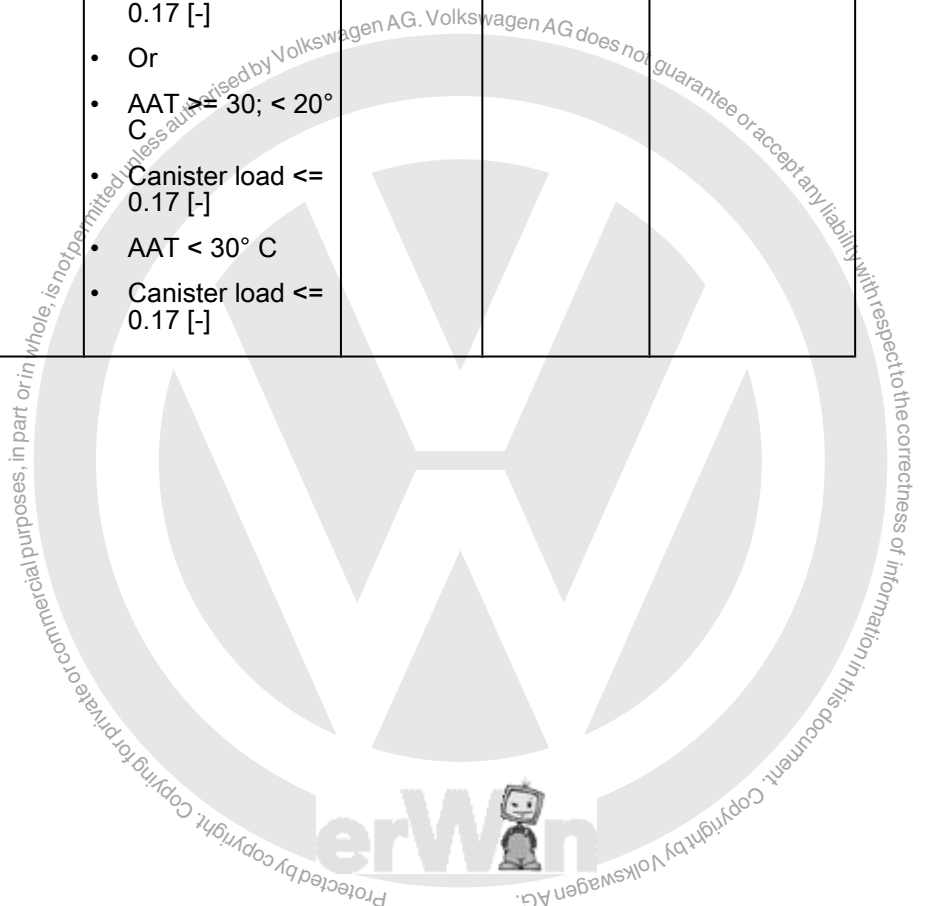 0.17 [-]
• Or
• AAT >= 30; < 20°
C
• Canister load <=
0.17 [-]
• AAT < 30° C
• Canister load <=
0.17 [-]
Protected by copyright. Copying for private or commercial purposes, in part or in whole, is not permitted unless authorised by Volkswagen AG. Volkswagen AG does not guarantee or accept any liability with respect to the correctness of information in this document. Copyright by Volkswagen AG.
erWin